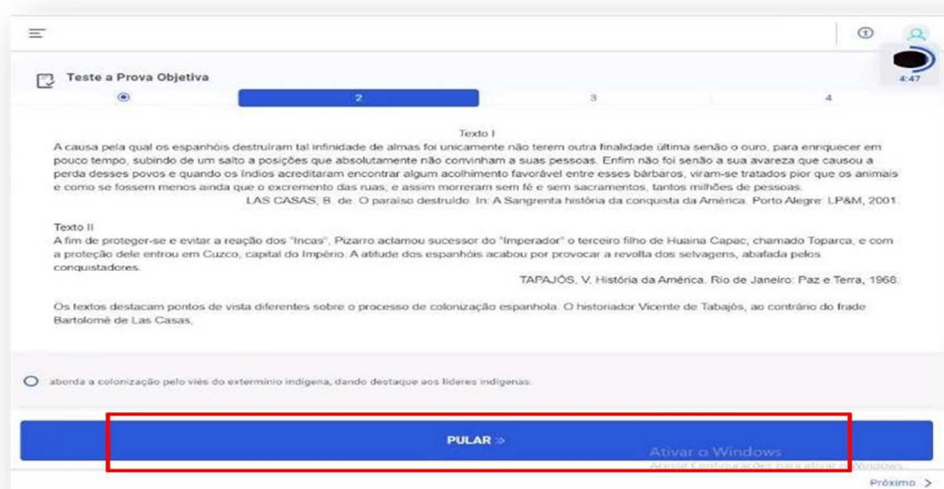 Teste a Prova Objetiva
4:47
2
3
4
Texto I
A causa pela qual os espanhóis destruíram tal infinidade de almas foi unicamente não terem outra finalidade última senão o ouro, para enriquecer em
pouco tempo, subindo de um salto a posições que absolutamente não convinham a suas pessoas. Enfim não foi senão a sua avareza que causou a
perda desses povos e quando os índios acreditaram encontrar algum acolhimento favorável entre esses bárbaros, viram-se tratados pior que os animais
e como se fossem menos ainda que o excremento das ruas; e assim morreram sem fé e sem sacramentos, tantos milhões de pessoas.
LAS CASAS, B. de. O paraíso destruído. In: A Sangrenta história da conquista da América. Porto Alegre: LP&M, 2001.
Texto II
A fim de proteger-se e evitar a reação dos "Incas", Pizarro aclamou sucessor do "Imperador" o terceiro filho de Huaina Capac, chamado Toparca, e com
a proteção dele entrou em Cuzco, capital do Império. A atitude dos espanhóis acabou por provocar a revolta dos selvagens, abafada pelos
conquistadores.
TAPAJÓS, V. História da América. Rio de Janeiro: Paz e Terra, 1968.
Os textos destacam pontos de vista diferentes sobre o processo de colonização espanhola. O historiador Vicente de Tabajós, ao contrário do frade
Bartolomé de Las Casas,
aborda a colonização pelo viés do extermínio indígena, dando destaque aos líderes indígenas.
PULAR »
Ativar o Windows
Acesse Configurações para ativar o Windows.
Próximo >